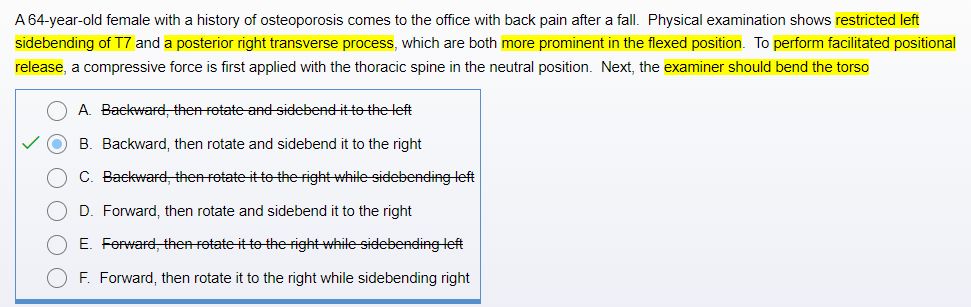 A 64-year-old female with a history of osteoporosis comes to the office with back pain after a fall.  Physical examination shows restricted left
sidebending of T7 and a posterior right transverse process, which are both more prominent in the flexed position.  To perform facilitated positional
release, a compressive force is first applied with the thoracic spine in the neutral position.  Next, the examiner should bend the torso
A. Backward, then rotate and sidebend it to the left
B. Backward, then rotate and sidebend it to the right
C. Backward, then rotate it to the right while sidebending left
D. Forward, then rotate and sidebend it to the right
E. Forward, then rotate it to the right while sidebending left
F. Forward, then rotate it to the right while sidebending right